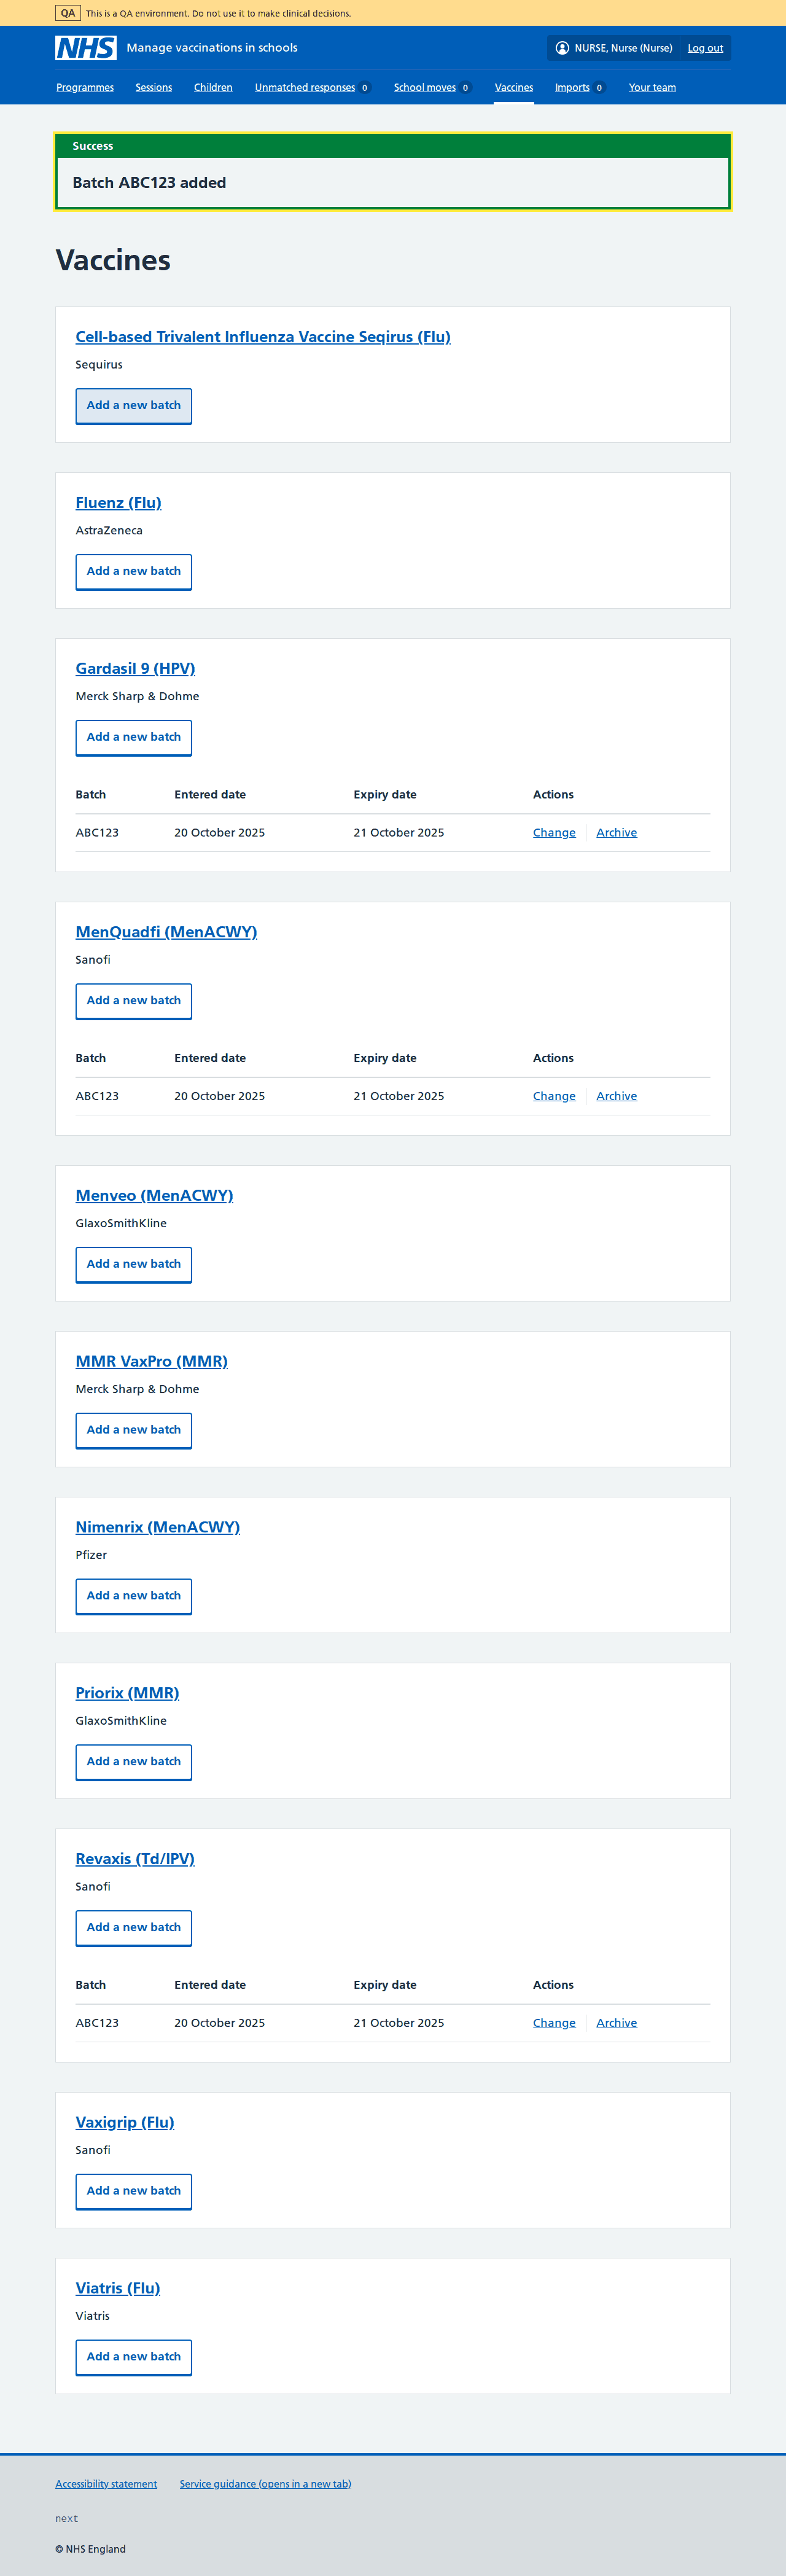 QA This is a QA environment. Do not use it to make clinical decisions.
NHS Manage vaccinations in schools NURSE, Nurse (Nurse) Log out
Programmes Sessions Children Unmatched responses 0 School moves 0 Vaccines Imports 0 Your team
Success
Batch ABC123 added
Vaccines
Cell-based Trivalent Influenza Vaccine Seqirus (Flu)
Sequirus
Add a new batch
Fluenz (Flu)
AstraZeneca
Add a new batch
Gardasil 9 (HPV)
Merck Sharp & Dohme
Add a new batch
Batch Entered date Expiry date Actions
ABC123 20 October 2025 21 October 2025 Change Archive
MenQuadfi (MenACWY)
Sanofi
Add a new batch
Batch Entered date Expiry date Actions
ABC123 20 October 2025 21 October 2025 Change Archive
Menveo (MenACWY)
GlaxoSmithKline
Add a new batch
MMR VaxPro (MMR)
Merck Sharp & Dohme
Add a new batch
Nimenrix (MenACWY)
Pfizer
Add a new batch
Priorix (MMR)
GlaxoSmithKline
Add a new batch
Revaxis (Td/IPV)
Sanofi
Add a new batch
Batch Entered date Expiry date Actions
ABC123 20 October 2025 21 October 2025 Change Archive
Vaxigrip (Flu)
Sanofi
Add a new batch
Viatris (Flu)
Viatris
Add a new batch
Accessibility statement Service guidance (opens in a new tab)
next
© NHS England